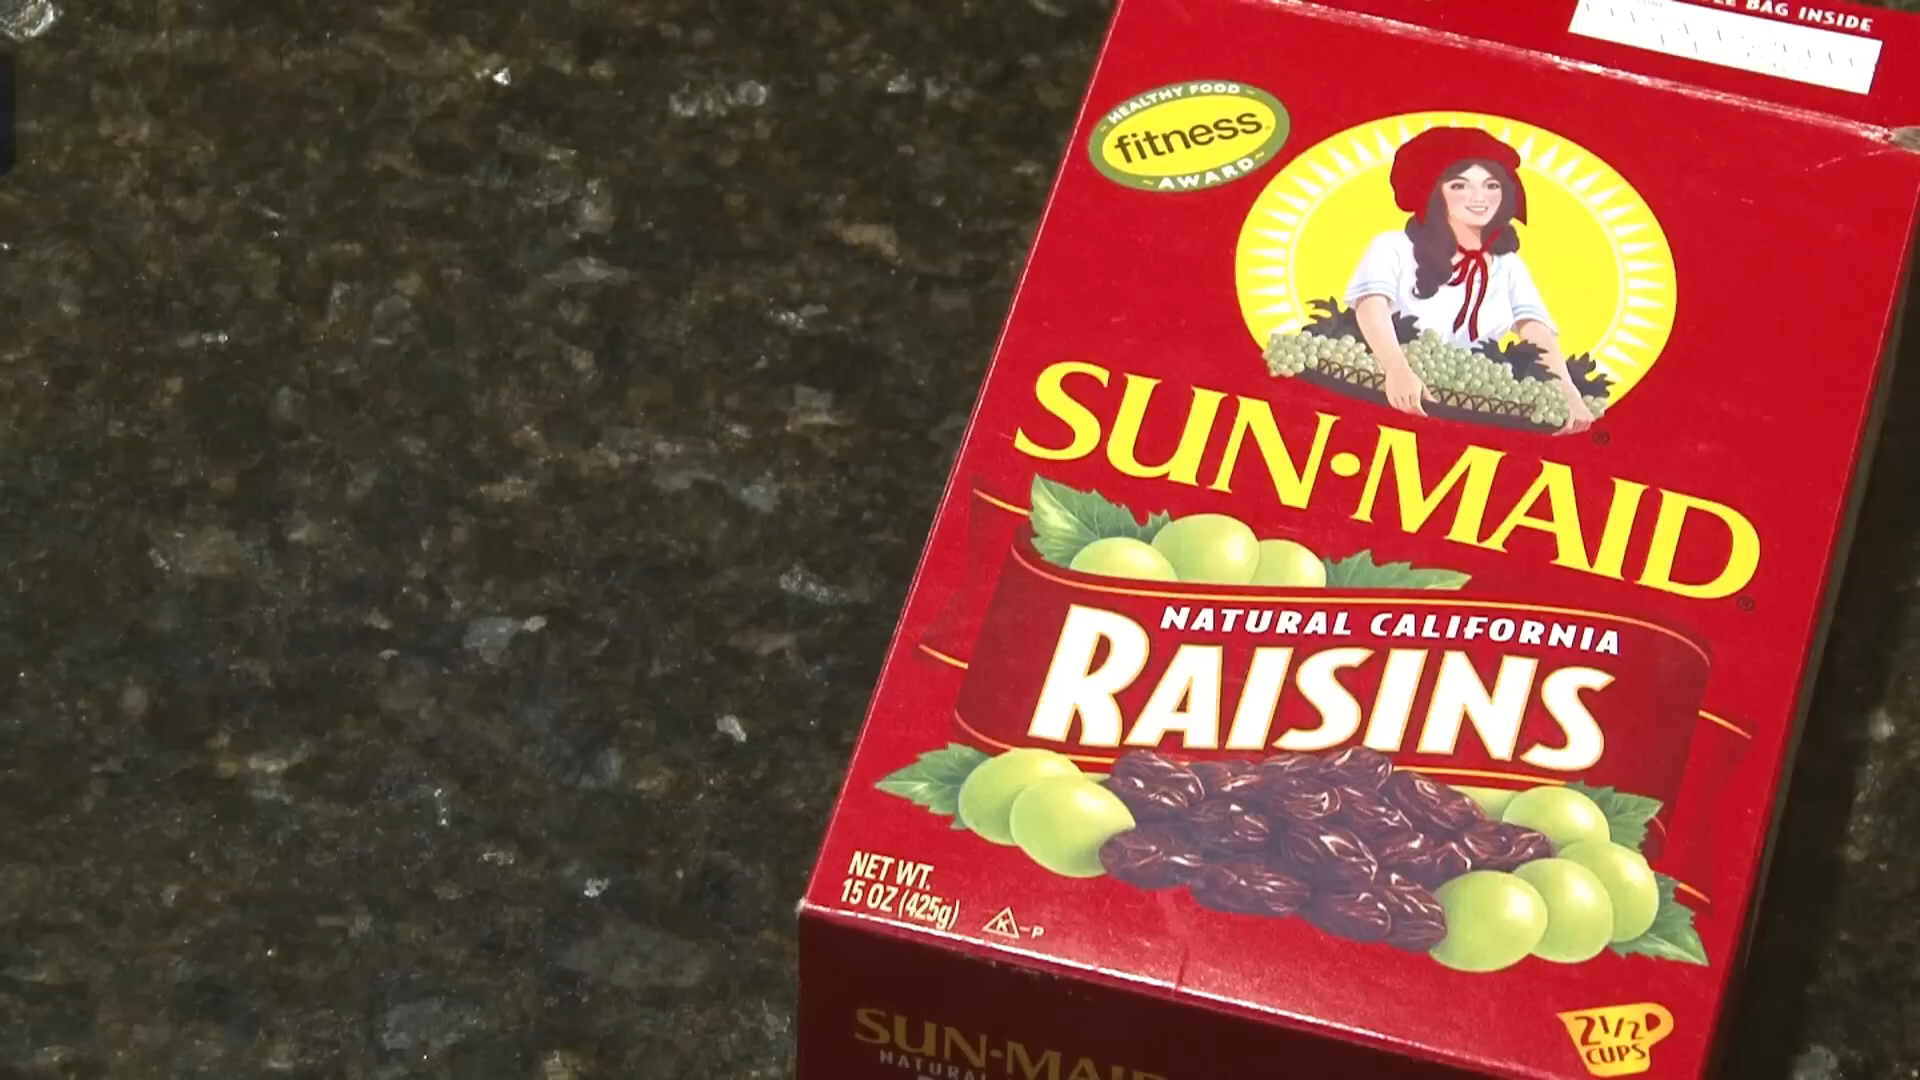 BAG INSIDE
HEALTHY FOOD
fitness
AWARD
SUN•MAID®
NATURAL CALIFORNIA
RAISINS
NET WT.
15 OZ (425g)
K-P
2 1/2
CUPS
SUN•MAID
NATURAL